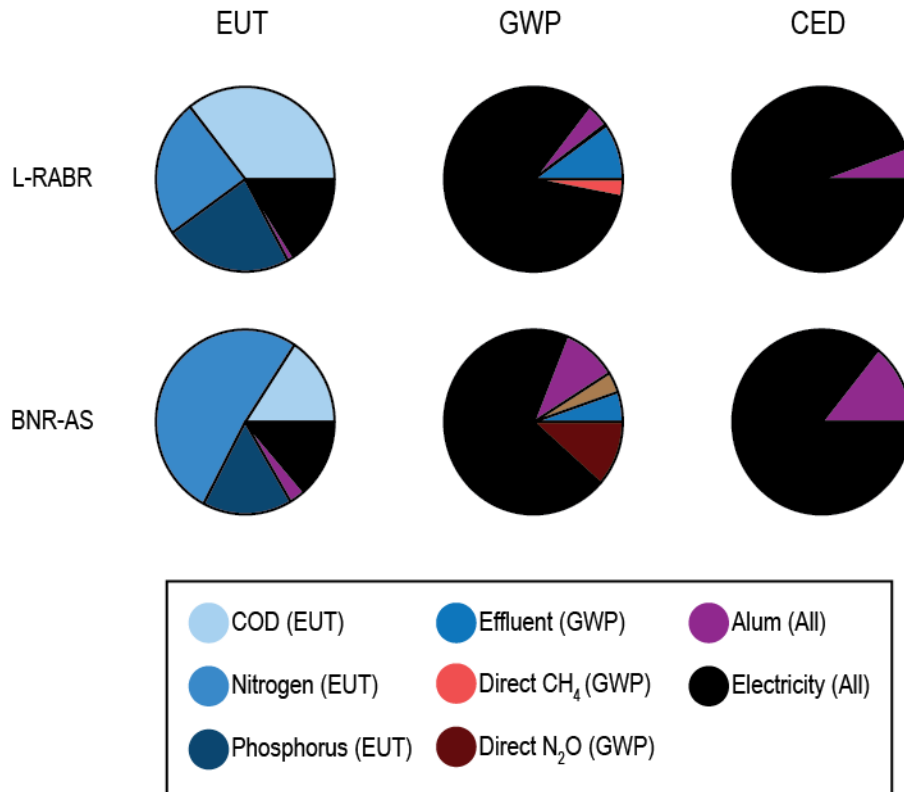 EUT GWP CED
L-RABR
BNR-AS
COD (EUT) Effluent (GWP) Alum (All)
Nitrogen (EUT) Direct CH₄ (GWP) Electricity (All)
Phosphorus (EUT) Direct N₂O (GWP)